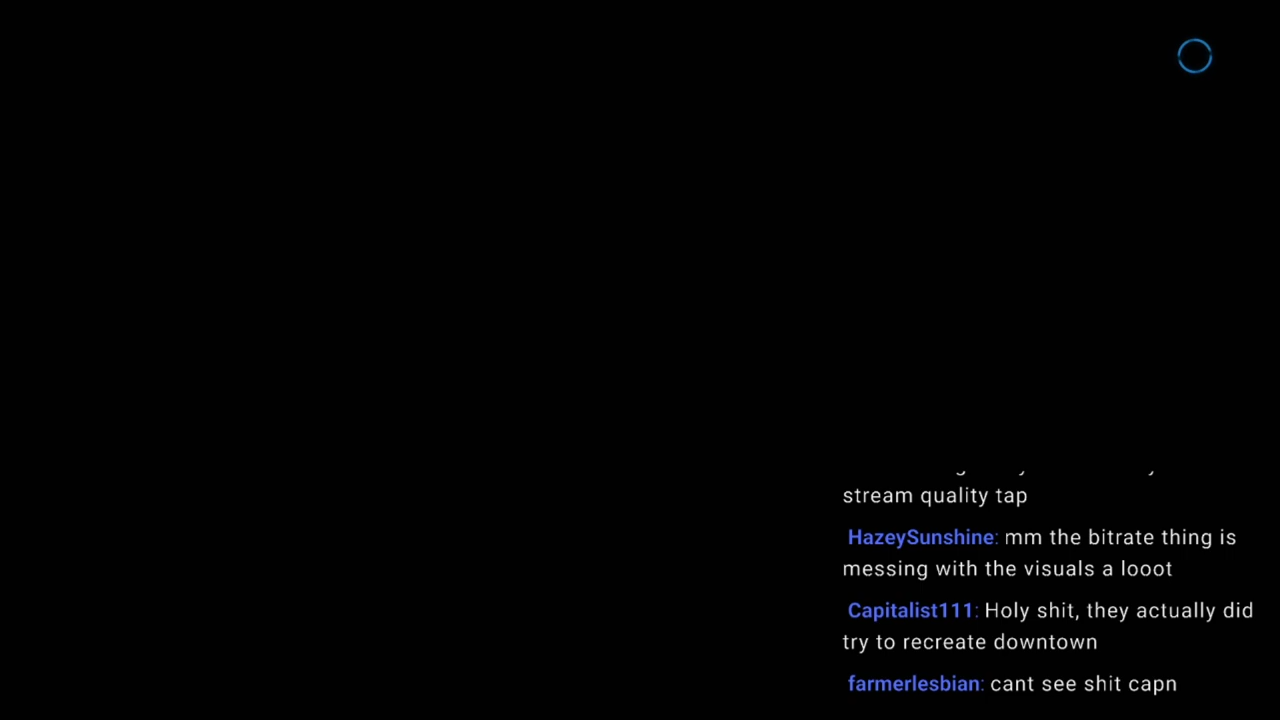 stream quality tap
HazeySunshine: mm the bitrate thing is
messing with the visuals a looot
Capitalist111: Holy shit, they actually did
try to recreate downtown
farmerlesbian: cant see shit capn